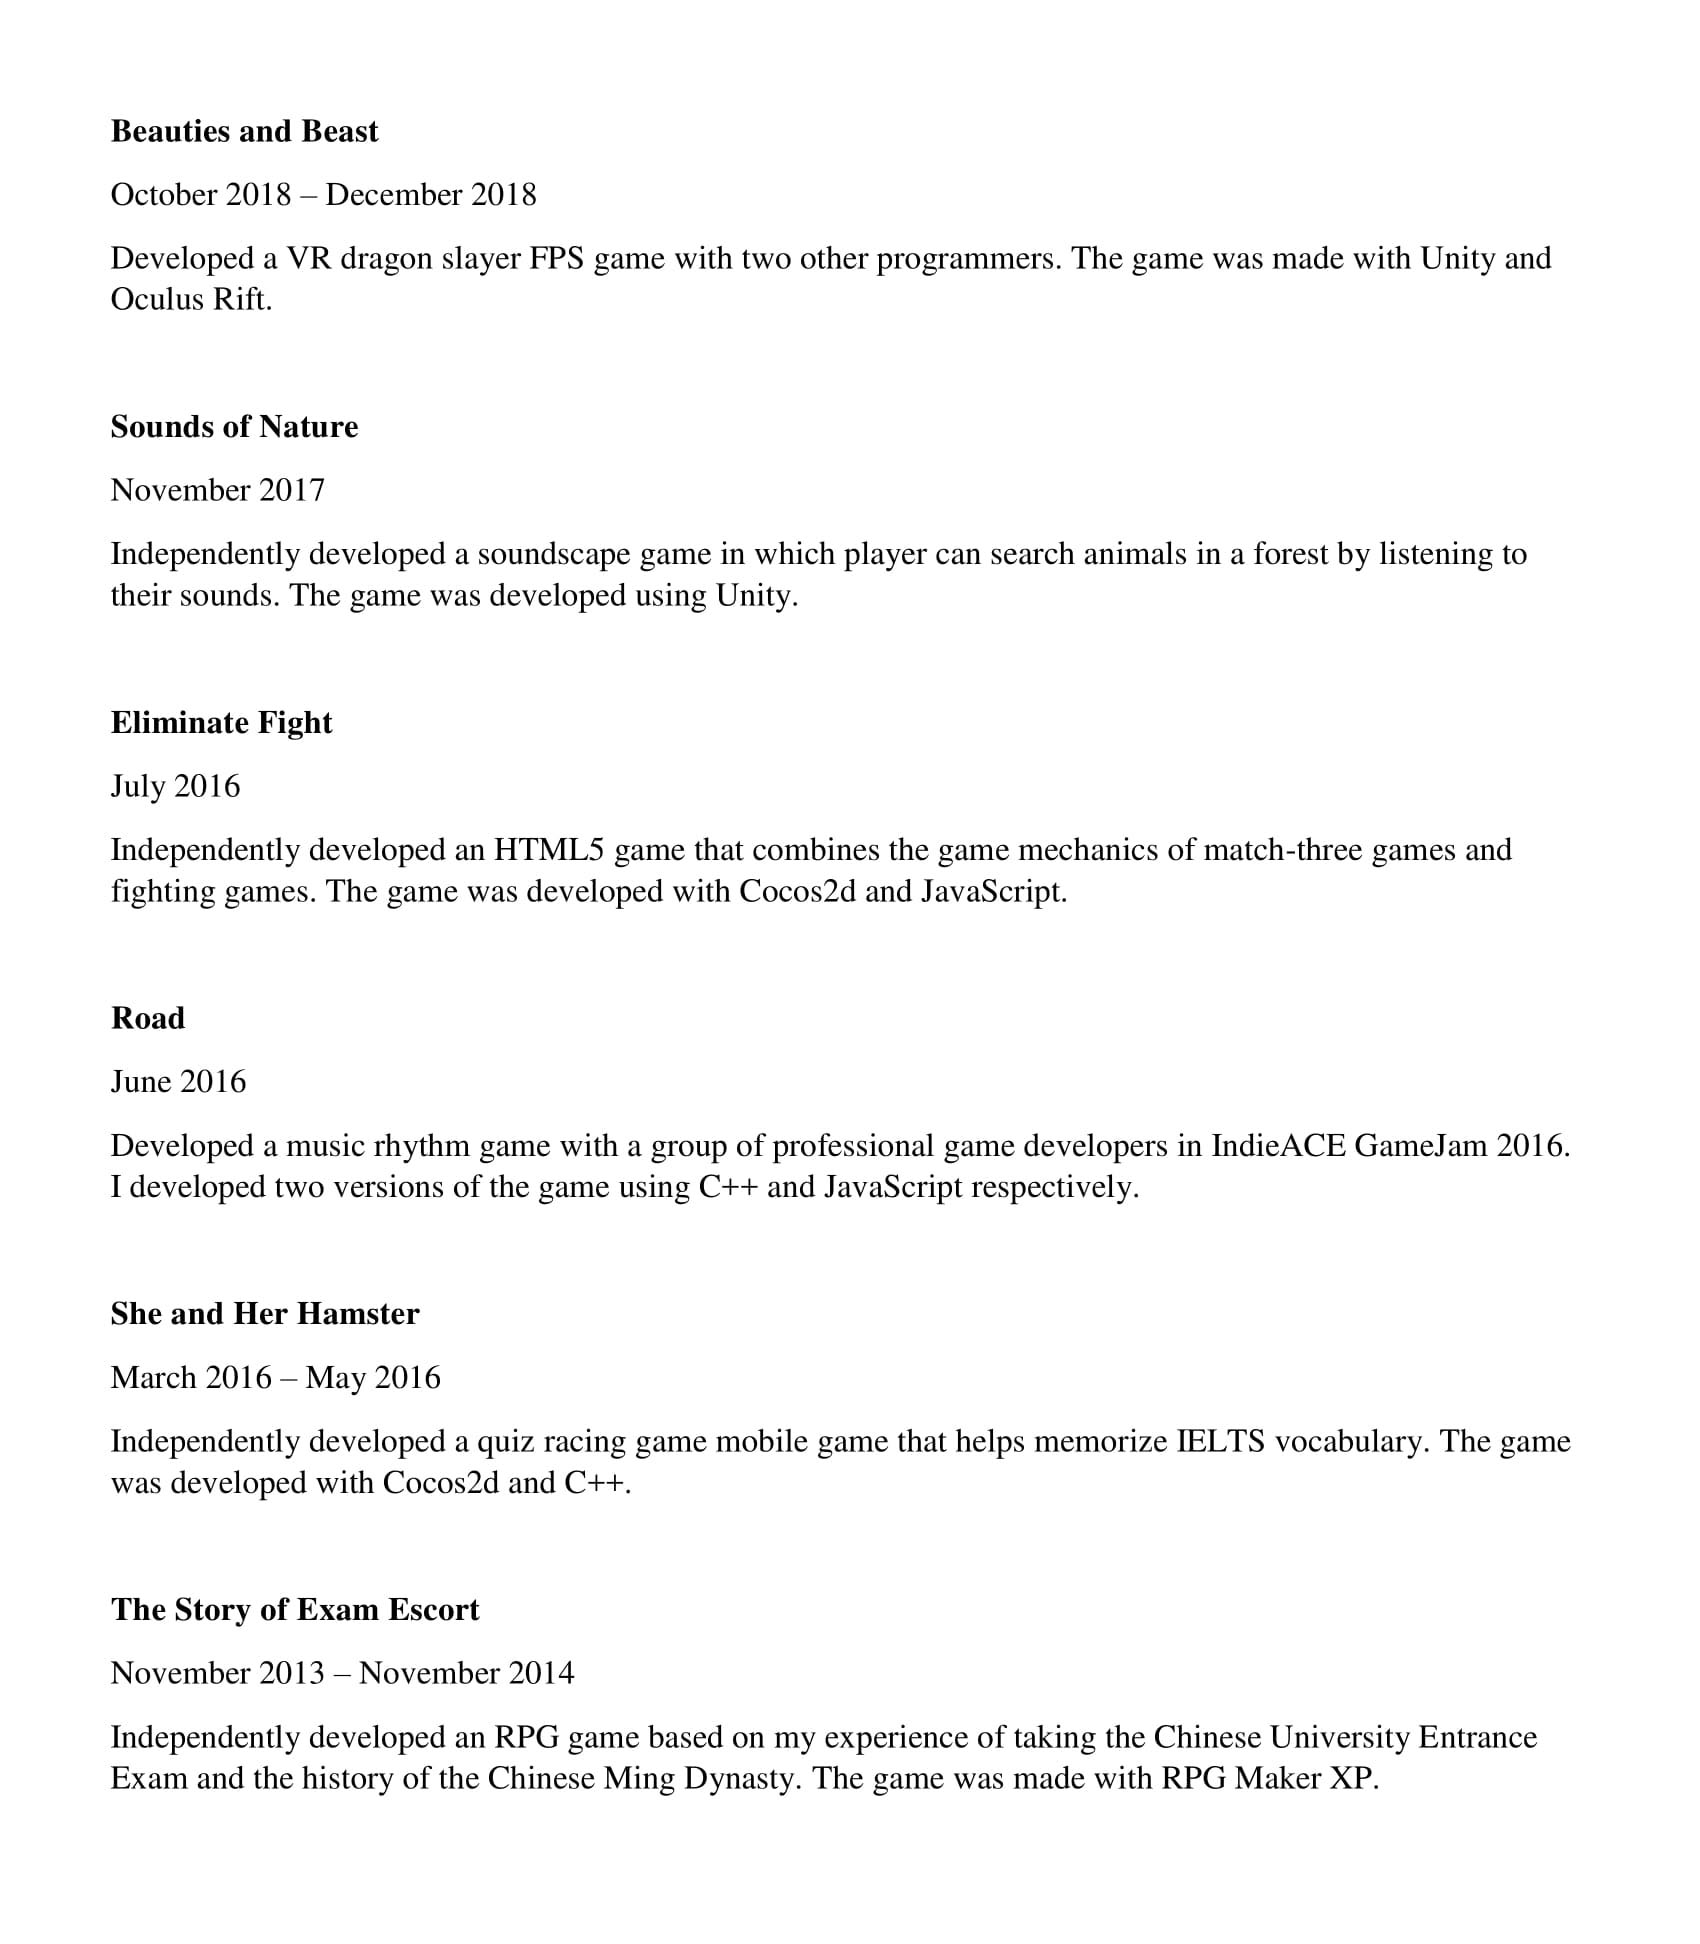 Beauties and Beast
October 2018 – December 2018
Developed a VR dragon slayer FPS game with two other programmers. The game was made with Unity and
Oculus Rift.
Sounds of Nature
November 2017
Independently developed a soundscape game in which player can search animals in a forest by listening to
their sounds. The game was developed using Unity.
Eliminate Fight
July 2016
Independently developed an HTML5 game that combines the game mechanics of match-three games and
fighting games. The game was developed with Cocos2d and JavaScript.
Road
June 2016
Developed a music rhythm game with a group of professional game developers in IndieACE GameJam 2016.
I developed two versions of the game using C++ and JavaScript respectively.
She and Her Hamster
March 2016 – May 2016
Independently developed a quiz racing game mobile game that helps memorize IELTS vocabulary. The game
was developed with Cocos2d and C++.
The Story of Exam Escort
November 2013 – November 2014
Independently developed an RPG game based on my experience of taking the Chinese University Entrance
Exam and the history of the Chinese Ming Dynasty. The game was made with RPG Maker XP.